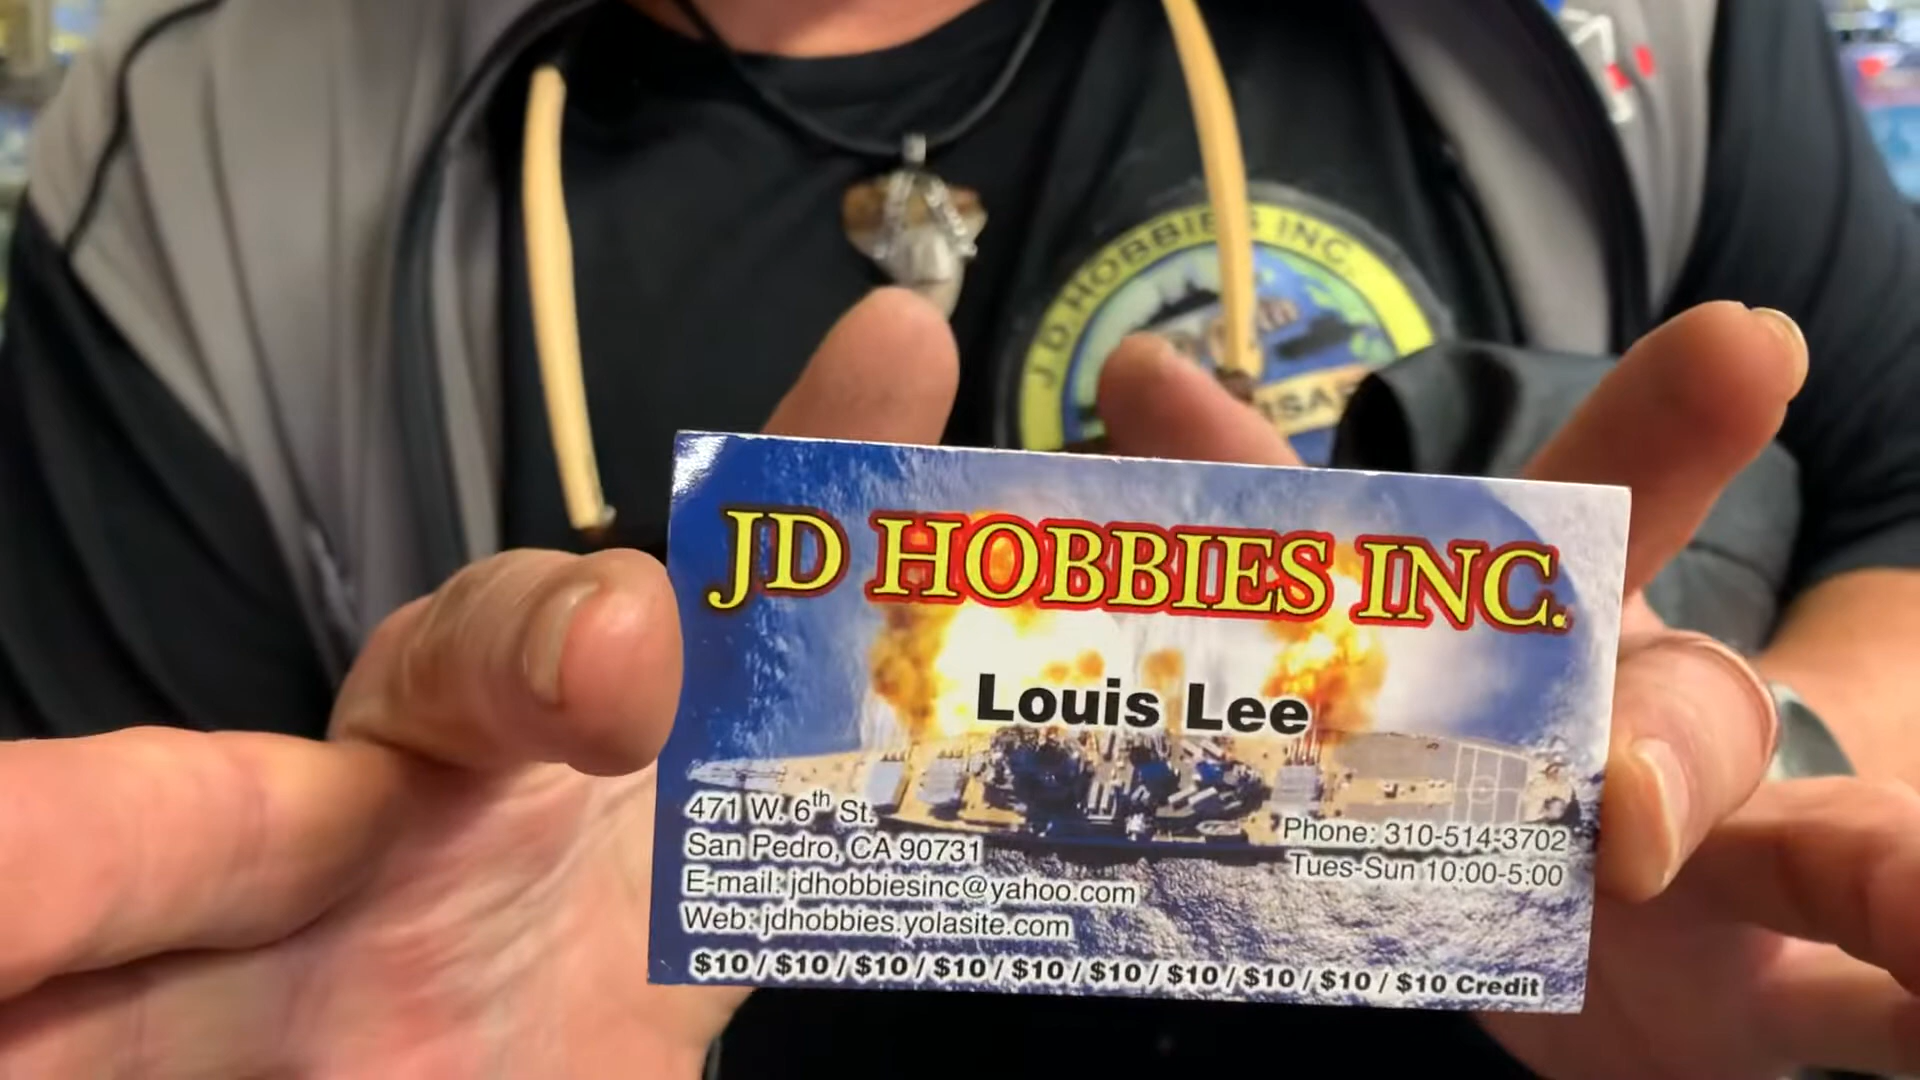 J D HOBBIES INC.
JD HOBBIES INC.
Louis Lee
471 W. 6th St.
San Pedro, CA 90731
E-mail: jdhobbiesinc@yahoo.com
Web: jdhobbies.yolasite.com
Phone: 310-514-3702
Tues-Sun 10:00-5:00
$10 / $10 / $10 / $10 / $10 / $10 / $10 / $10 / $10 / $10 Credit